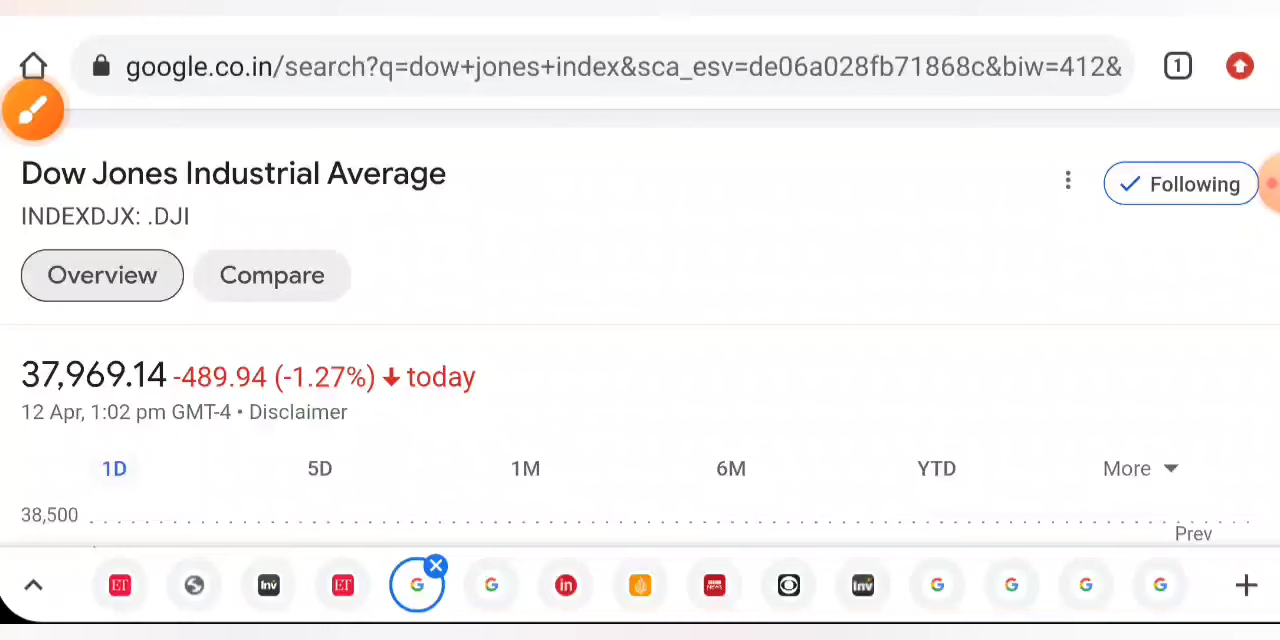 google.co.in/search?q=dow+jones+index&sca_esv=de06a028fb71868c&biw=412&
1
Dow Jones Industrial Average
Following
INDEXDJX: .DJI
Overview Compare
37,969.14 -489.94 (-1.27%) ↓ today
12 Apr, 1:02 pm GMT-4 • Disclaimer
1D 5D 1M 6M YTD More
38,500
Prev
ET Inv ET G G in NEWS Inv G G G G